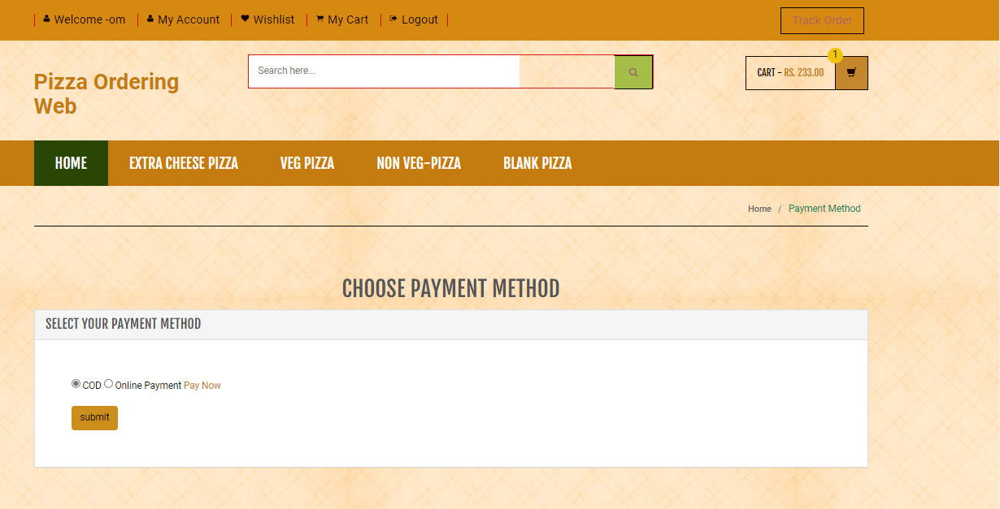 Welcome -om My Account Wishlist My Cart Logout Track Order
Search here...
1
CART - RS. 233.00
Pizza Ordering
Web
HOME EXTRA CHEESE PIZZA VEG PIZZA NON VEG-PIZZA BLANK PIZZA
Home / Payment Method
CHOOSE PAYMENT METHOD
SELECT YOUR PAYMENT METHOD
COD Online Payment Pay Now
submit